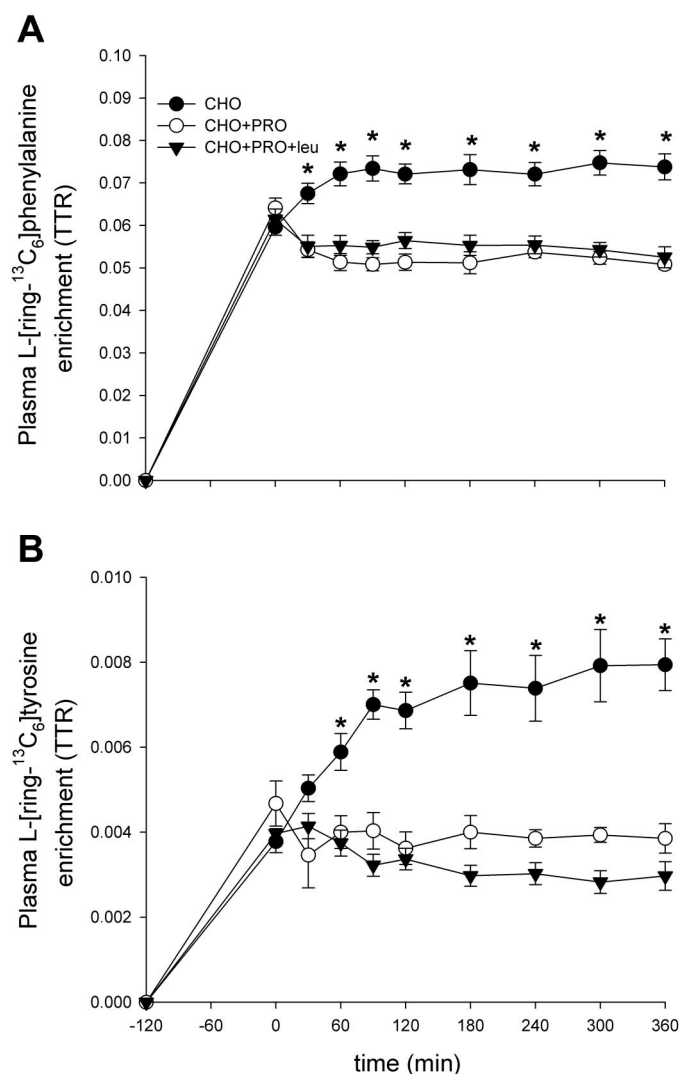 A
Plasma L-[ring-¹³C₆]phenylalanine
enrichment (TTR)
0.10
0.09
0.08
0.07
0.06
0.05
0.04
0.03
0.02
0.01
0.00
CHO
CHO+PRO
CHO+PRO+leu
* * * * * * * *
B
Plasma L-[ring-¹³C₆]tyrosine
enrichment (TTR)
0.010
0.008
0.006
0.004
0.002
0.000
* * * * * * *
-120 -60 0 60 120 180 240 300 360
time (min)